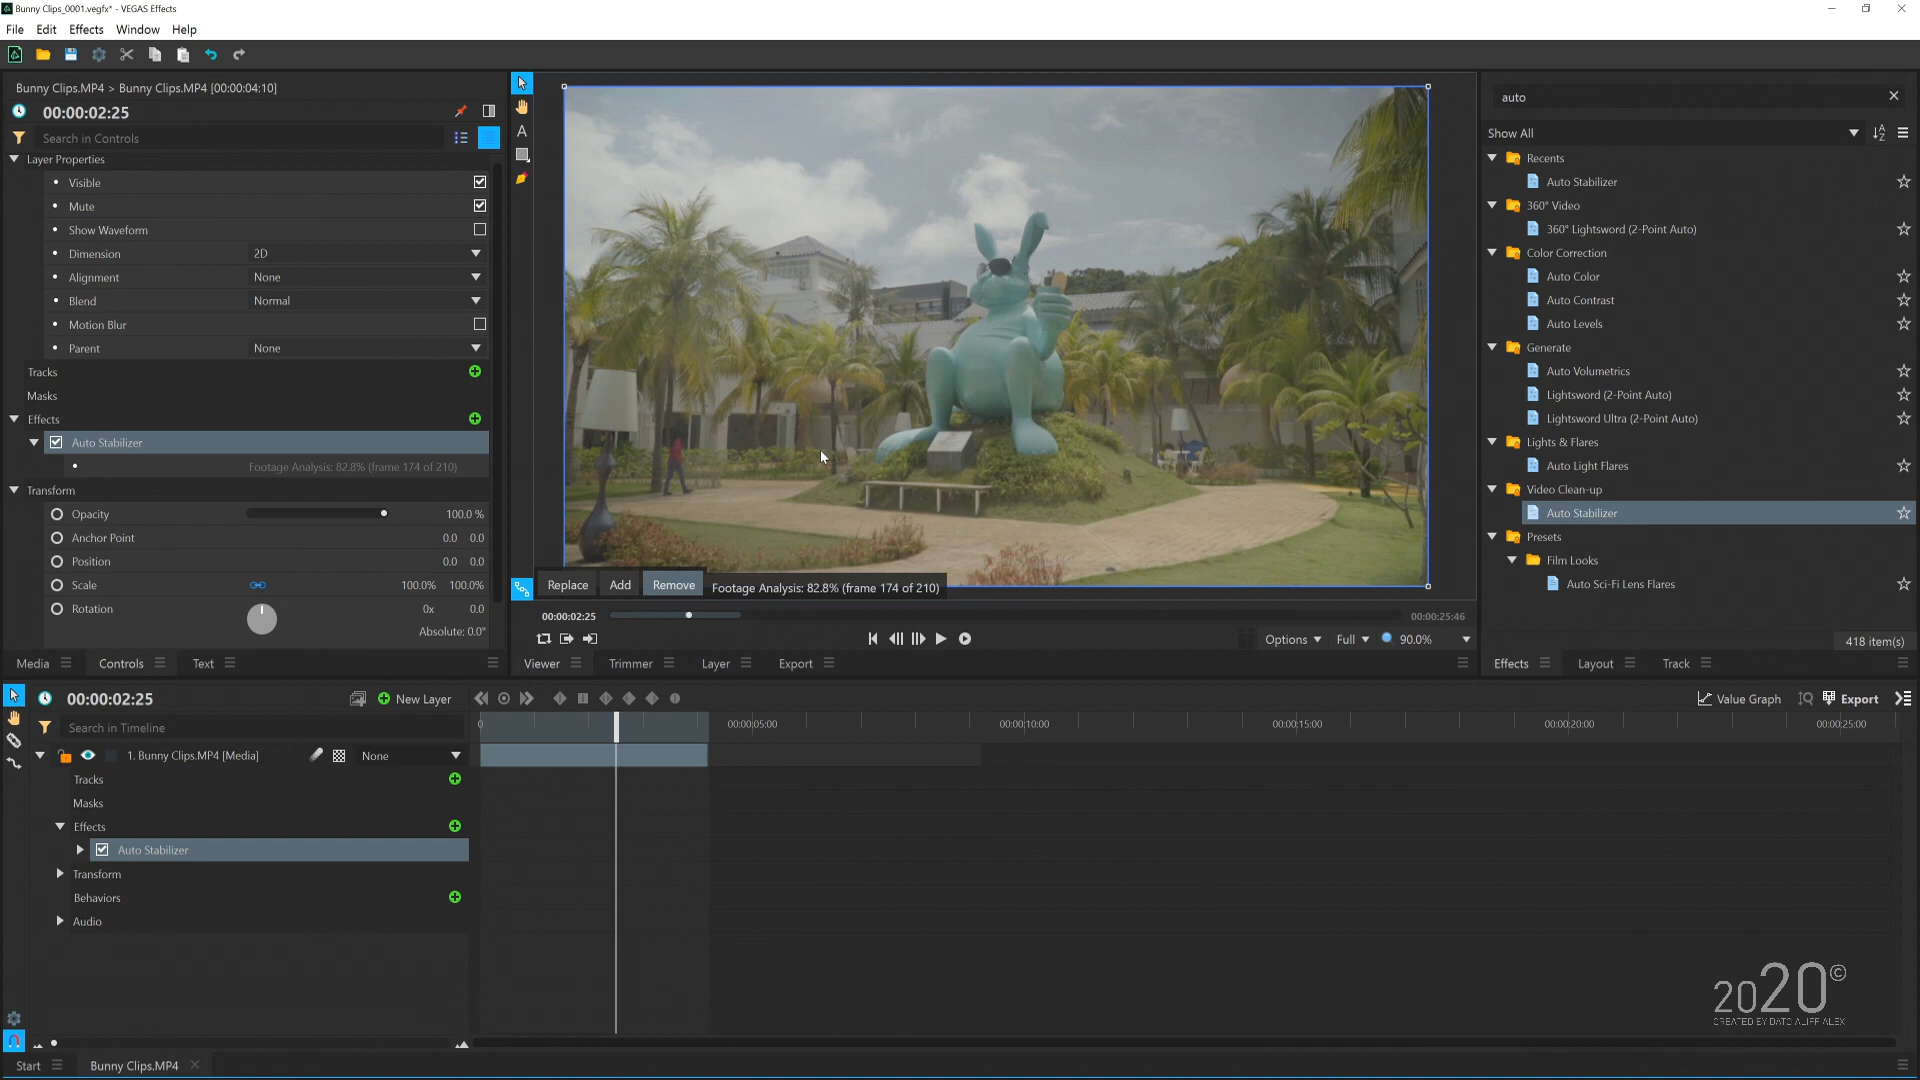 Bunny Clips_0001.vegfx* - VEGAS Effects
File Edit Effects Window Help
Bunny Clips.MP4 > Bunny Clips.MP4 [00:00:04:10]
00:00:02:25
Search in Controls
Layer Properties
Visible
Mute
Show Waveform
Dimension 2D
Alignment None
Blend Normal
Motion Blur
Parent None
Tracks
Masks
Effects
Auto Stabilizer
Footage Analysis: 82.8% (frame 174 of 210)
Transform
Opacity 100.0 %
Anchor Point 0.0 0.0
Position 0.0 0.0
Scale 100.0% 100.0%
Rotation 0x 0.0
Absolute: 0.0°
Media Controls Text
A
Replace Add Remove Footage Analysis: 82.8% (frame 174 of 210)
00:00:02:25 00:00:25:46
Options Full 90.0%
Viewer Trimmer Layer Export
auto
Show All
Recents
Auto Stabilizer
360° Video
360° Lightsword (2-Point Auto)
Color Correction
Auto Color
Auto Contrast
Auto Levels
Generate
Auto Volumetrics
Lightsword (2-Point Auto)
Lightsword Ultra (2-Point Auto)
Lights & Flares
Auto Light Flares
Video Clean-up
Auto Stabilizer
Presets
Film Looks
Auto Sci-Fi Lens Flares
418 item(s)
Effects Layout Track
00:00:02:25 New Layer
Value Graph Export
Search in Timeline
0 00:00:05:00 00:00:10:00 00:00:15:00 00:00:20:00 00:00:25:00
1. Bunny Clips.MP4 [Media] None
Tracks
Masks
Effects
Auto Stabilizer
Transform
Behaviors
Audio
2020©
CREATED BY DATO ALIFF ALEX
Start Bunny Clips.MP4